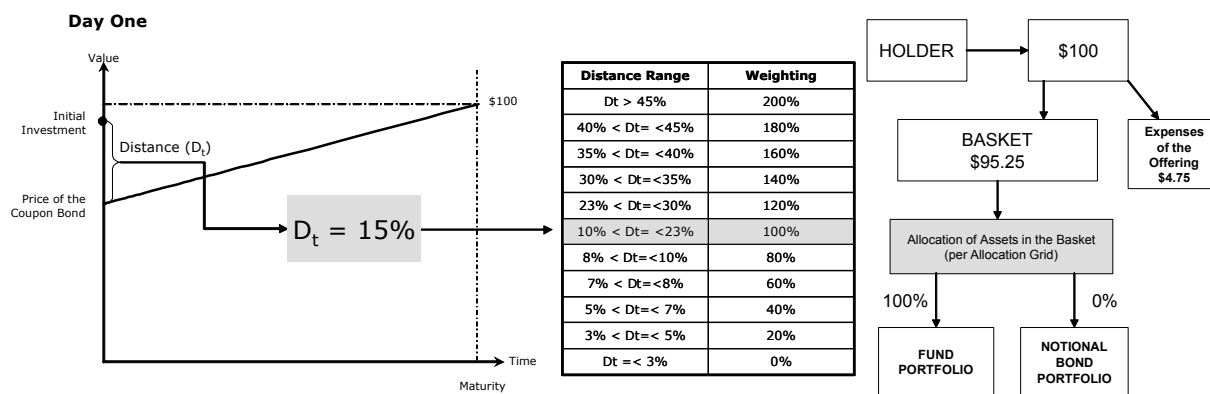 Day One
Value
Initial
Investment
$100
Distance (Dt)
Price of the
Coupon Bond
Dt = 15%
Time
Maturity
Distance Range Weighting
Dt > 45% 200%
40% < Dt= <45% 180%
35% < Dt= <40% 160%
30% < Dt=<35% 140%
23% < Dt=<30% 120%
10% < Dt= <23% 100%
8% < Dt=<10% 80%
7% < Dt=<8% 60%
5% < Dt=< 7% 40%
3% < Dt=< 5% 20%
Dt =< 3% 0%
HOLDER
$100
BASKET
$95.25
Expenses
of the
Offering
$4.75
Allocation of Assets in the Basket
(per Allocation Grid)
100%
0%
FUND
PORTFOLIO
NOTIONAL
BOND
PORTFOLIO